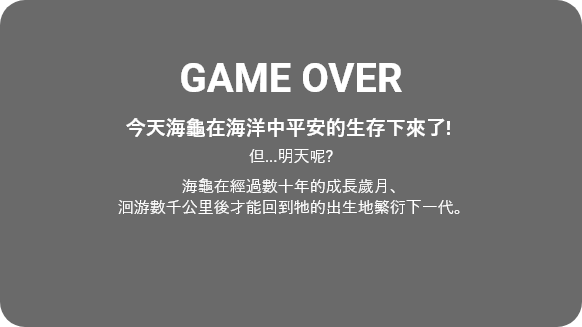 GAME OVER
今天海龜在海洋中平安的生存下來了!
但...明天呢?
海龜在經過數十年的成長歲月、
洄游數千公里後才能回到牠的出生地繁衍下一代。